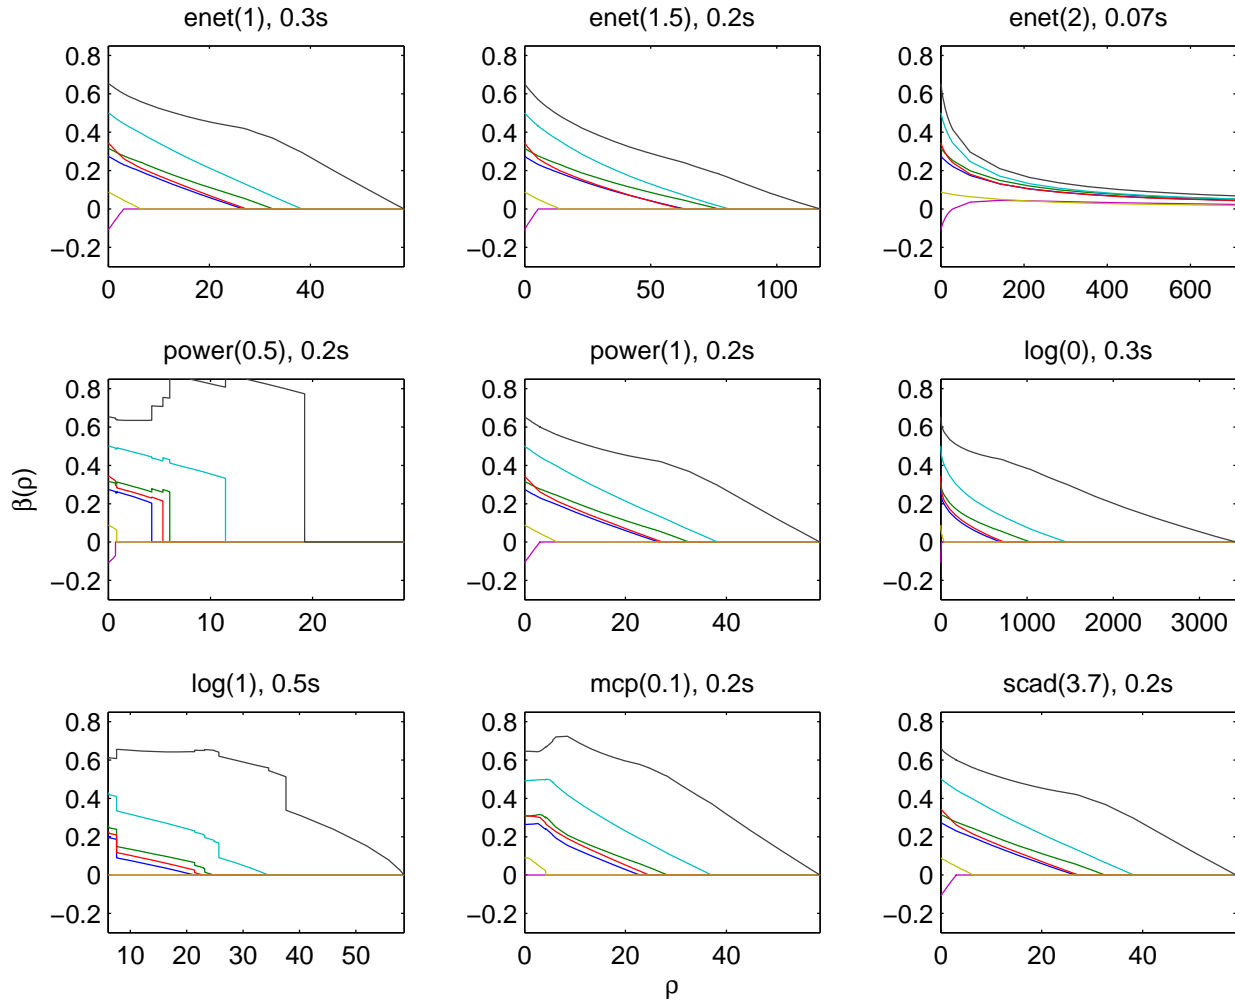 enet(1), 0.3s
0.8
0.6
0.4
0.2
0
−0.2
0 20 40
enet(1.5), 0.2s
0.8
0.6
0.4
0.2
0
−0.2
0 50 100
enet(2), 0.07s
0.8
0.6
0.4
0.2
0
−0.2
0 200 400 600
power(0.5), 0.2s
β(ρ)
0.8
0.6
0.4
0.2
0
−0.2
0 10 20
power(1), 0.2s
0.8
0.6
0.4
0.2
0
−0.2
0 20 40
log(0), 0.3s
0.8
0.6
0.4
0.2
0
−0.2
0 1000 2000 3000
log(1), 0.5s
0.8
0.6
0.4
0.2
0
−0.2
10 20 30 40 50
mcp(0.1), 0.2s
0.8
0.6
0.4
0.2
0
−0.2
0 20 40
ρ
scad(3.7), 0.2s
0.8
0.6
0.4
0.2
0
−0.2
0 20 40